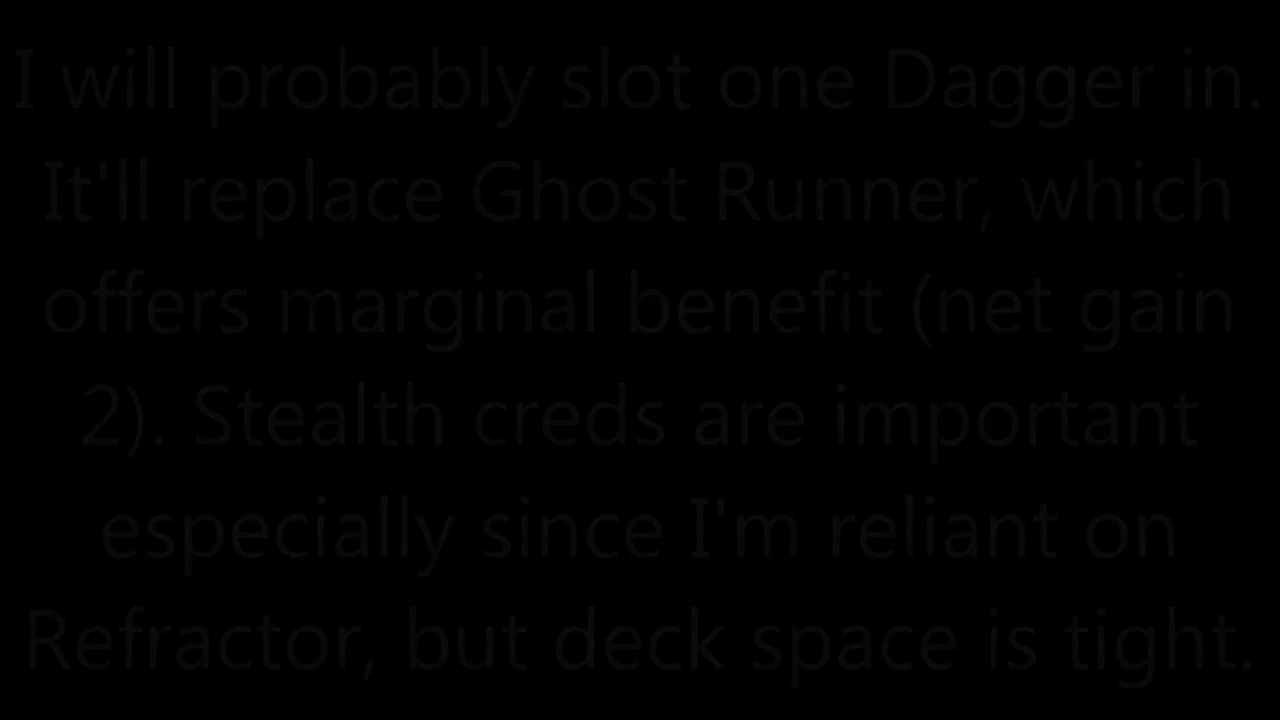 I will probably slot one Dagger in.
It'll replace Ghost Runner, which
offers marginal benefit (net gain
2). Stealth creds are important
especially since I'm reliant on
Refractor, but deck space is tight.